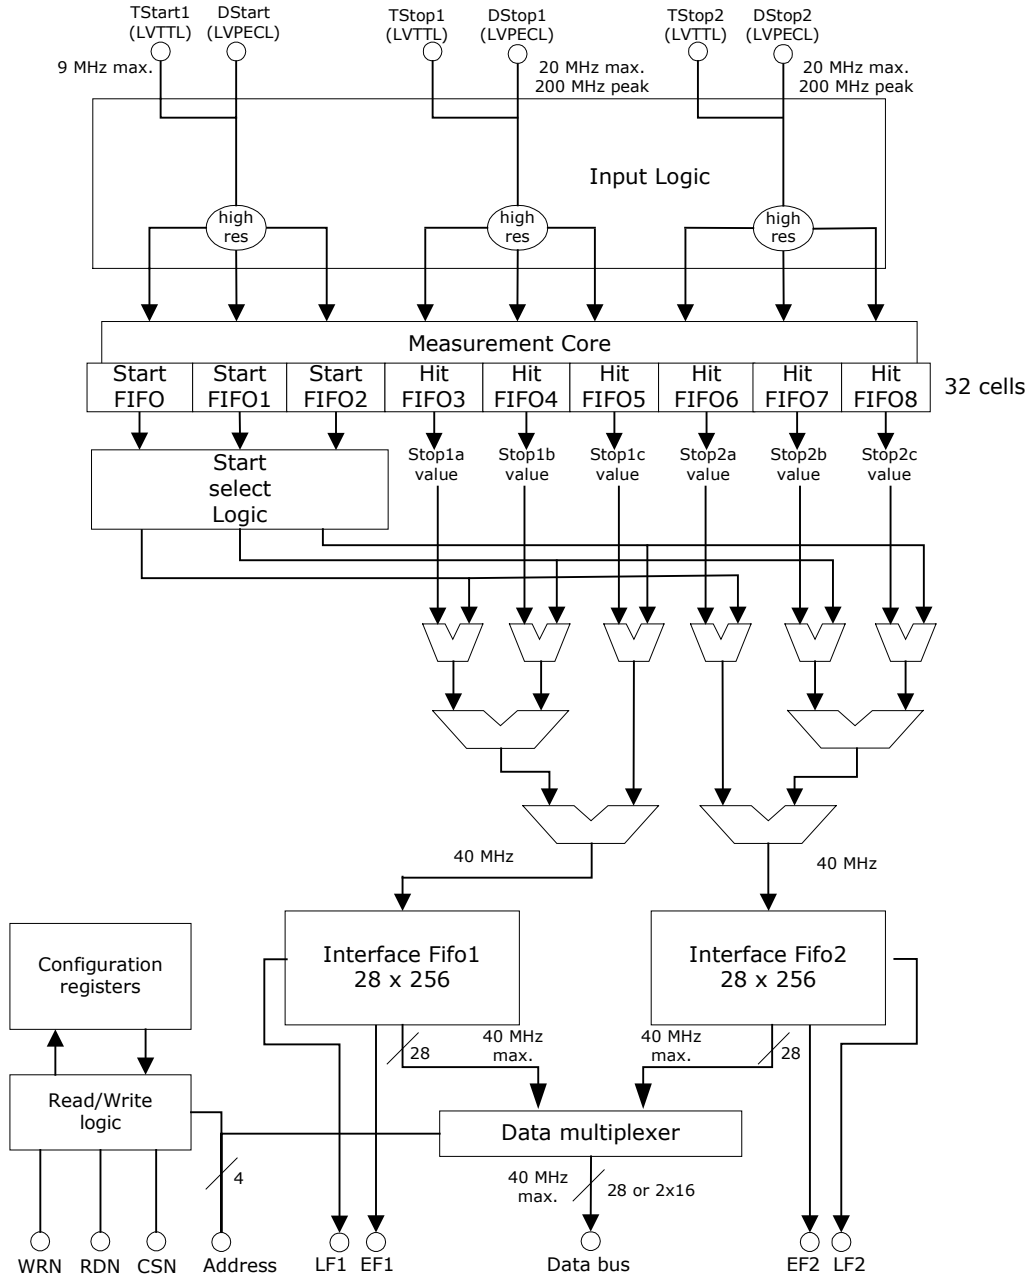 TStart1
(LVTTL)
DStart
(LVPECL)
TStop1
(LVTTL)
DStop1
(LVPECL)
TStop2
(LVTTL)
DStop2
(LVPECL)
9 MHz max.
20 MHz max.
200 MHz peak
20 MHz max.
200 MHz peak
Input Logic
high
res
high
res
high
res
Measurement Core
Start
FIFO
Start
FIFO1
Start
FIFO2
Hit
FIFO3
Hit
FIFO4
Hit
FIFO5
Hit
FIFO6
Hit
FIFO7
Hit
FIFO8
32 cells
Start
select
Logic
Stop1a
value
Stop1b
value
Stop1c
value
Stop2a
value
Stop2b
value
Stop2c
value
40 MHz
40 MHz
Configuration
registers
Interface Fifo1
28 x 256
Interface Fifo2
28 x 256
28
40 MHz
max.
40 MHz
max.
28
Read/Write
logic
Data multiplexer
4
40 MHz
max.
28 or 2x16
WRN
RDN
CSN
Address
LF1
EF1
Data bus
EF2
LF2